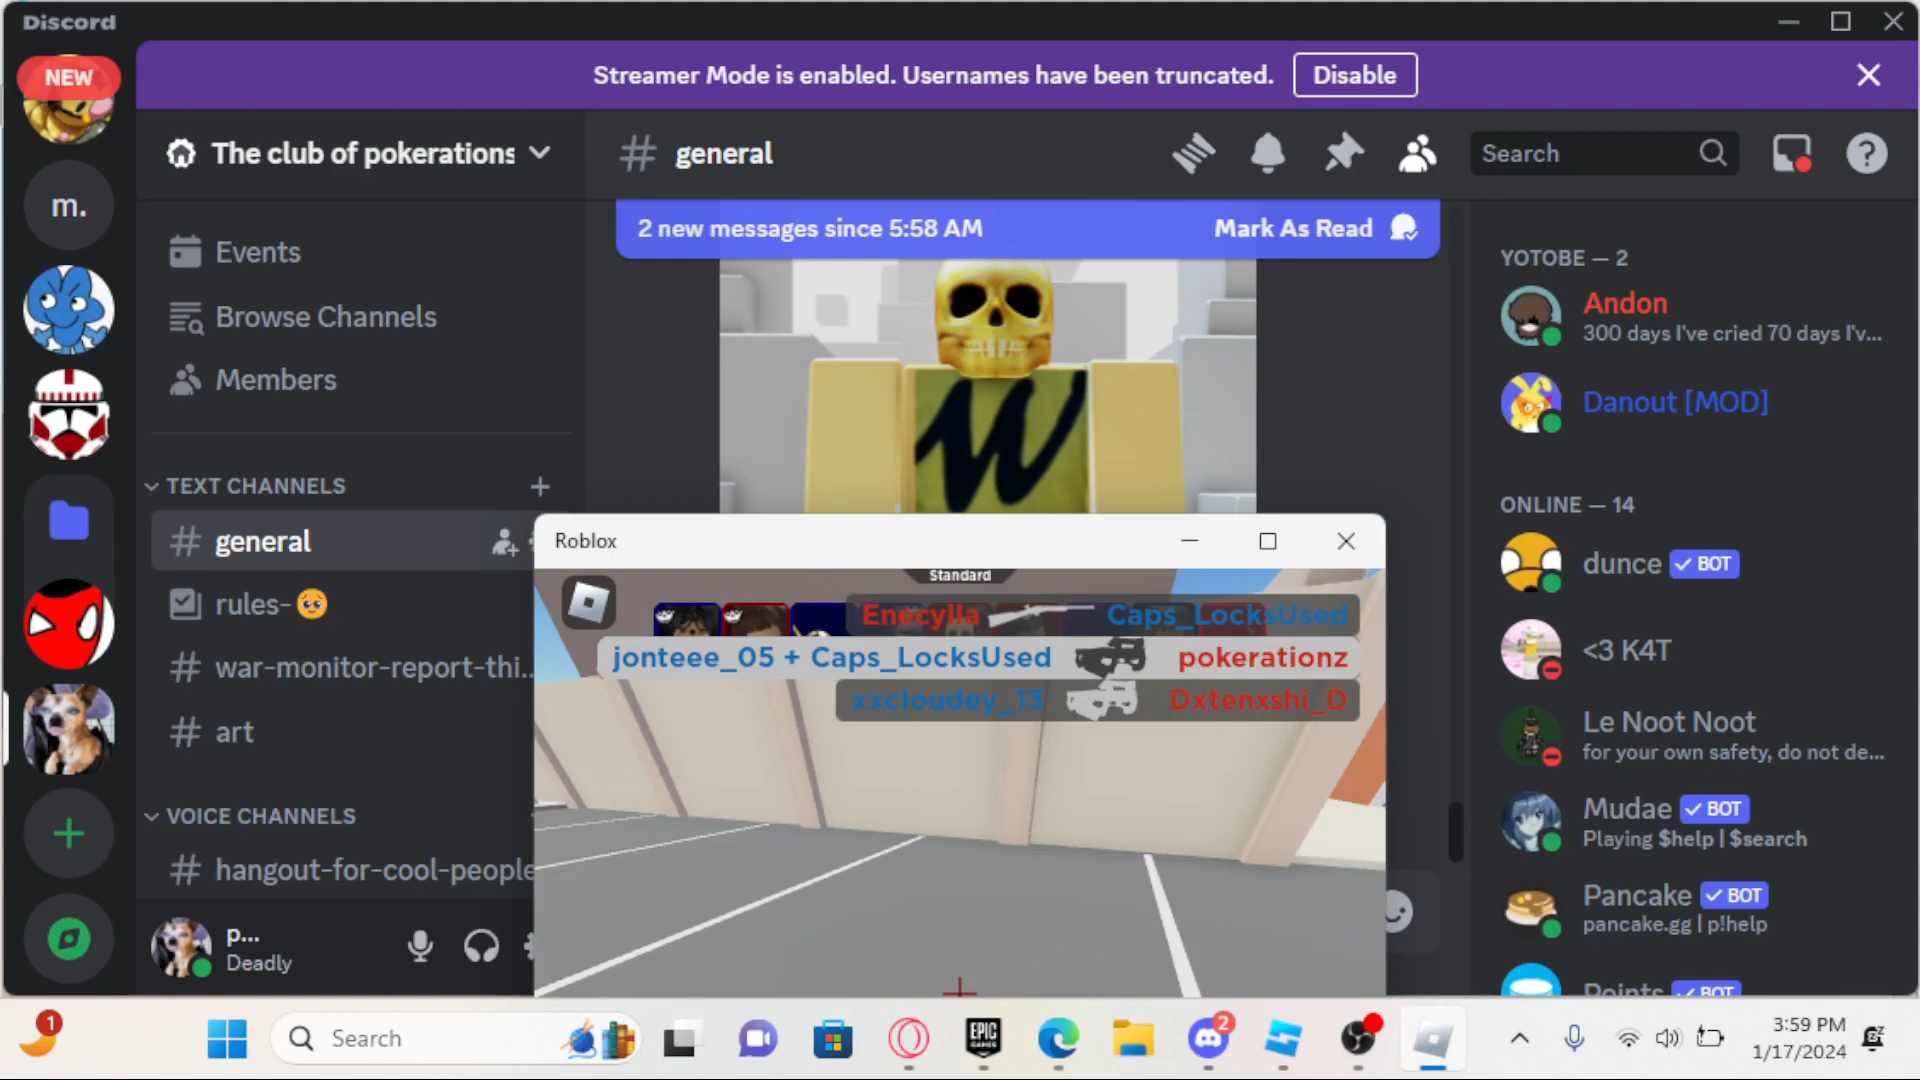 Discord
NEW
Streamer Mode is enabled. Usernames have been truncated.
Disable
m.
The club of pokerations
general
Search
2 new messages since 5:58 AM
Mark As Read
Events
Browse Channels
Members
TEXT CHANNELS
general
rules-🥺
war-monitor-report-thi...
art
VOICE CHANNELS
hangout-for-cool-people
p...
Deadly
W
Roblox
Standard
Enecylla Caps_LocksUsed
jonteee_05 + Caps_LocksUsed pokerationz
xxcloudey_13 Dxtenxshi_D
YOTOBE — 2
Andon
300 days I've cried 70 days I'v...
Danout [MOD]
ONLINE — 14
dunce BOT
<3 K4T
Le Noot Noot
for your own safety, do not de...
Mudae BOT
Playing $help | $search
Pancake BOT
pancake.gg | p!help
Points BOT
1
Search
EPIC GAMES
2
3:59 PM
1/17/2024